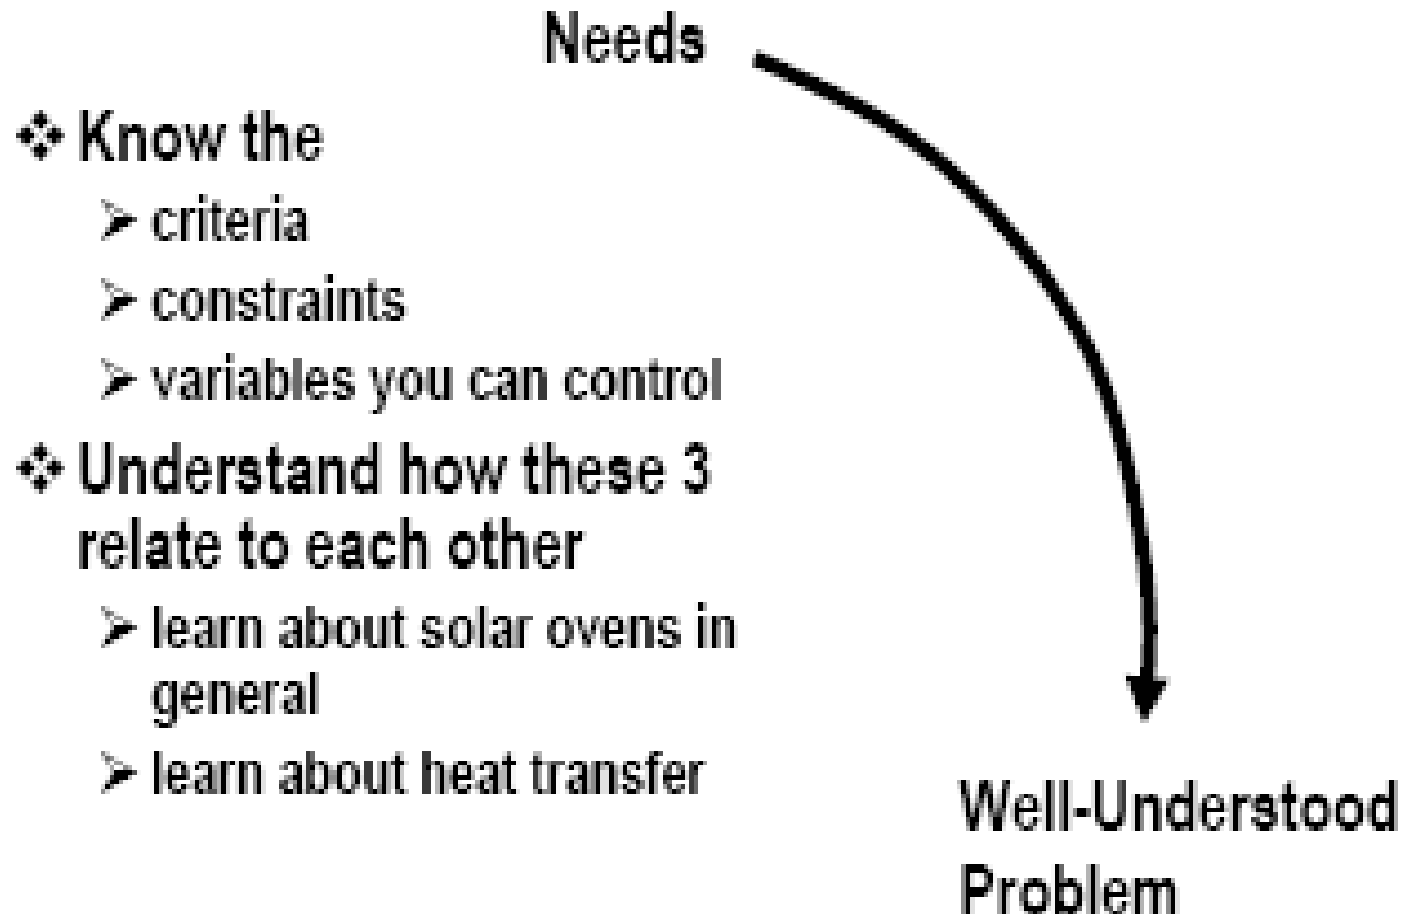 Needs
❖ Know the
➢ criteria
➢ constraints
➢ variables you can control
❖ Understand how these 3
relate to each other
➢ learn about solar ovens in
general
➢ learn about heat transfer
Well-Understood
Problem